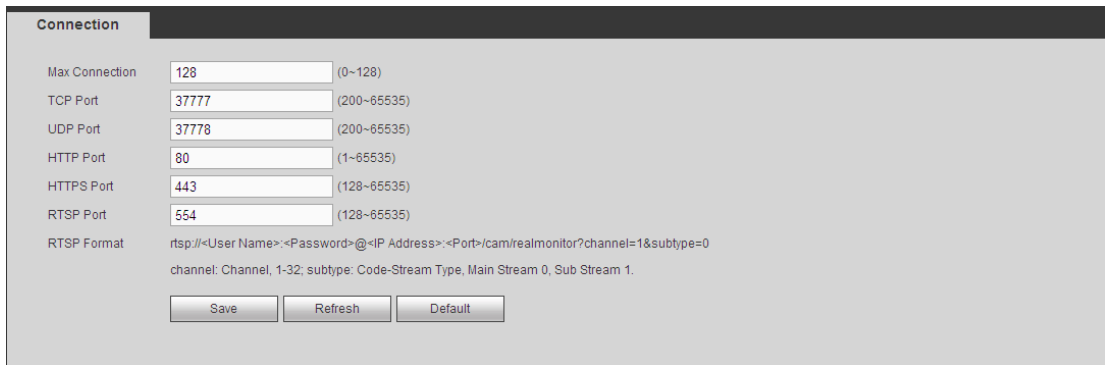 Connection
Max Connection 128 (0~128)
TCP Port 37777 (200~65535)
UDP Port 37778 (200~65535)
HTTP Port 80 (1~65535)
HTTPS Port 443 (128~65535)
RTSP Port 554 (128~65535)
RTSP Format rtsp://<User Name>:<Password>@<IP Address>:<Port>/cam/realmonitor?channel=1&subtype=0
channel: Channel, 1-32; subtype: Code-Stream Type, Main Stream 0, Sub Stream 1.
Save Refresh Default